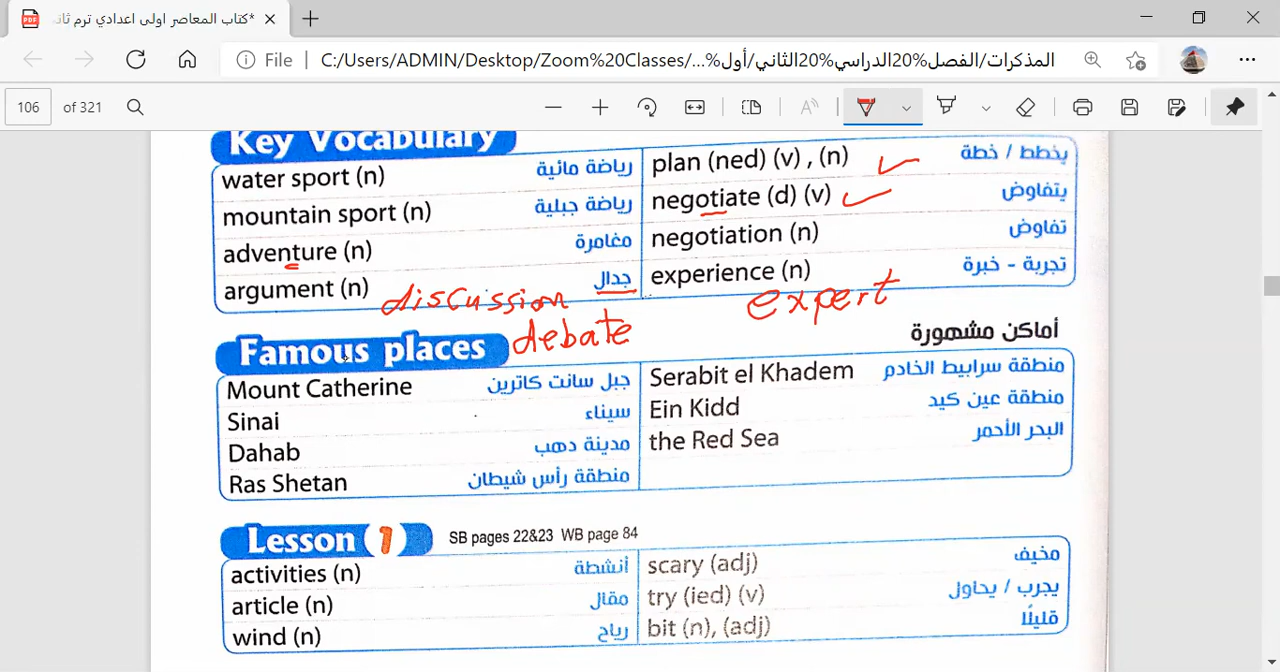 *كتاب المعاصر اولى اعدادي ترم ثانـ
File
C:/Users/ADMIN/Desktop/Zoom%20Classes/المذكرات/الفصل%20الدراسي%20الثاني/أول%...
106 of 321
Key Vocabulary
water sport (n) رياضة مائية plan (ned) (v) , (n) يخطط / خطة
mountain sport (n) رياضة جبلية negotiate (d) (v) يتفاوض
adventure (n) مغامرة negotiation (n) تفاوض
argument (n) جدال experience (n) تجربة - خبرة
discussion expert
debate
Famous places أماكن مشهورة
Mount Catherine جبل سانت كاترين Serabit el Khadem منطقة سرابيط الخادم
Sinai سيناء Ein Kidd منطقة عين كيد
Dahab مدينة دهب the Red Sea البحر الأحمر
Ras Shetan منطقة رأس شيطان
Lesson (1) SB pages 22&23 WB page 84
activities (n) أنشطة scary (adj) مخيف
article (n) مقال try (ied) (v) يجرب / يحاول
wind (n) رياح bit (n), (adj) قليلًا